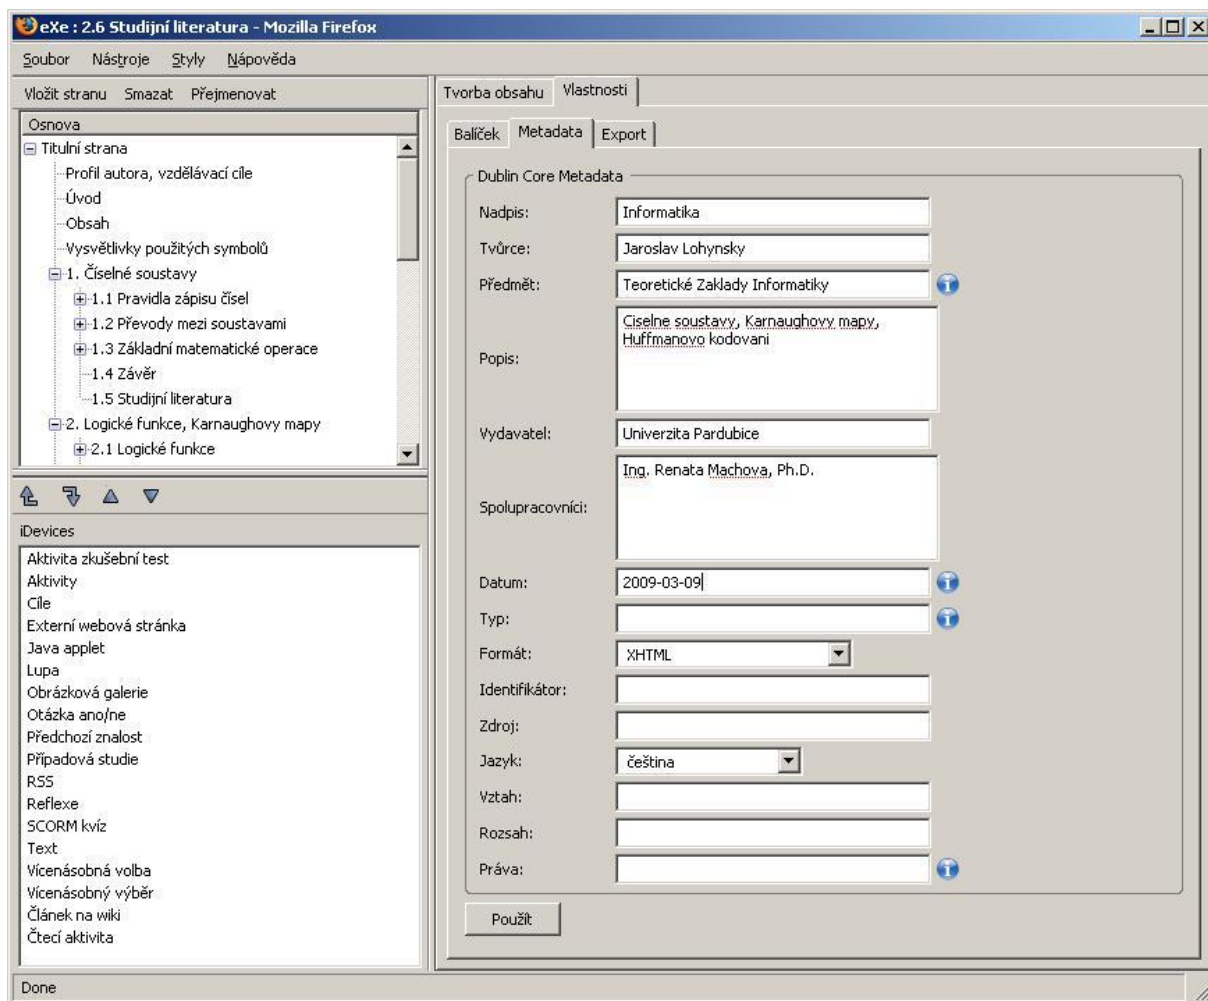 eXe : 2.6 Studijní literatura - Mozilla Firefox
Soubor Nástroje Styly Nápověda
Vložit stranu Smazat Přejmenovat
Osnova
Titulní strana
Profil autora, vzdělávací cíle
Úvod
Obsah
Vysvětlivky použitých symbolů
1. Číselné soustavy
1.1 Pravidla zápisu čísel
1.2 Převody mezi soustavami
1.3 Základní matematické operace
1.4 Závěr
1.5 Studijní literatura
2. Logické funkce, Karnaughovy mapy
2.1 Logické funkce
iDevices
Aktivita zkušební test
Aktivity
Cíle
Externí webová stránka
Java applet
Lupa
Obrázková galerie
Otázka ano/ne
Předchozí znalost
Případová studie
RSS
Reflexe
SCORM kvíz
Text
Vícenásobná volba
Vícenásobný výběr
Článek na wiki
Čtecí aktivita
Tvorba obsahu Vlastnosti
Balíček Metadata Export
Dublin Core Metadata
Nadpis: Informatika
Tvůrce: Jaroslav Lohynsky
Předmět: Teoretické Zaklady Informatiky
Popis: Ciselne soustavy, Karnaughovy mapy,
Huffmanovo kodovani
Vydavatel: Univerzita Pardubice
Spolupracovníci: Ing. Renata Machova, Ph.D.
Datum: 2009-03-09
Typ:
Formát: XHTML
Identifikátor:
Zdroj:
Jazyk: čeština
Vztah:
Rozsah:
Práva:
Použít
Done